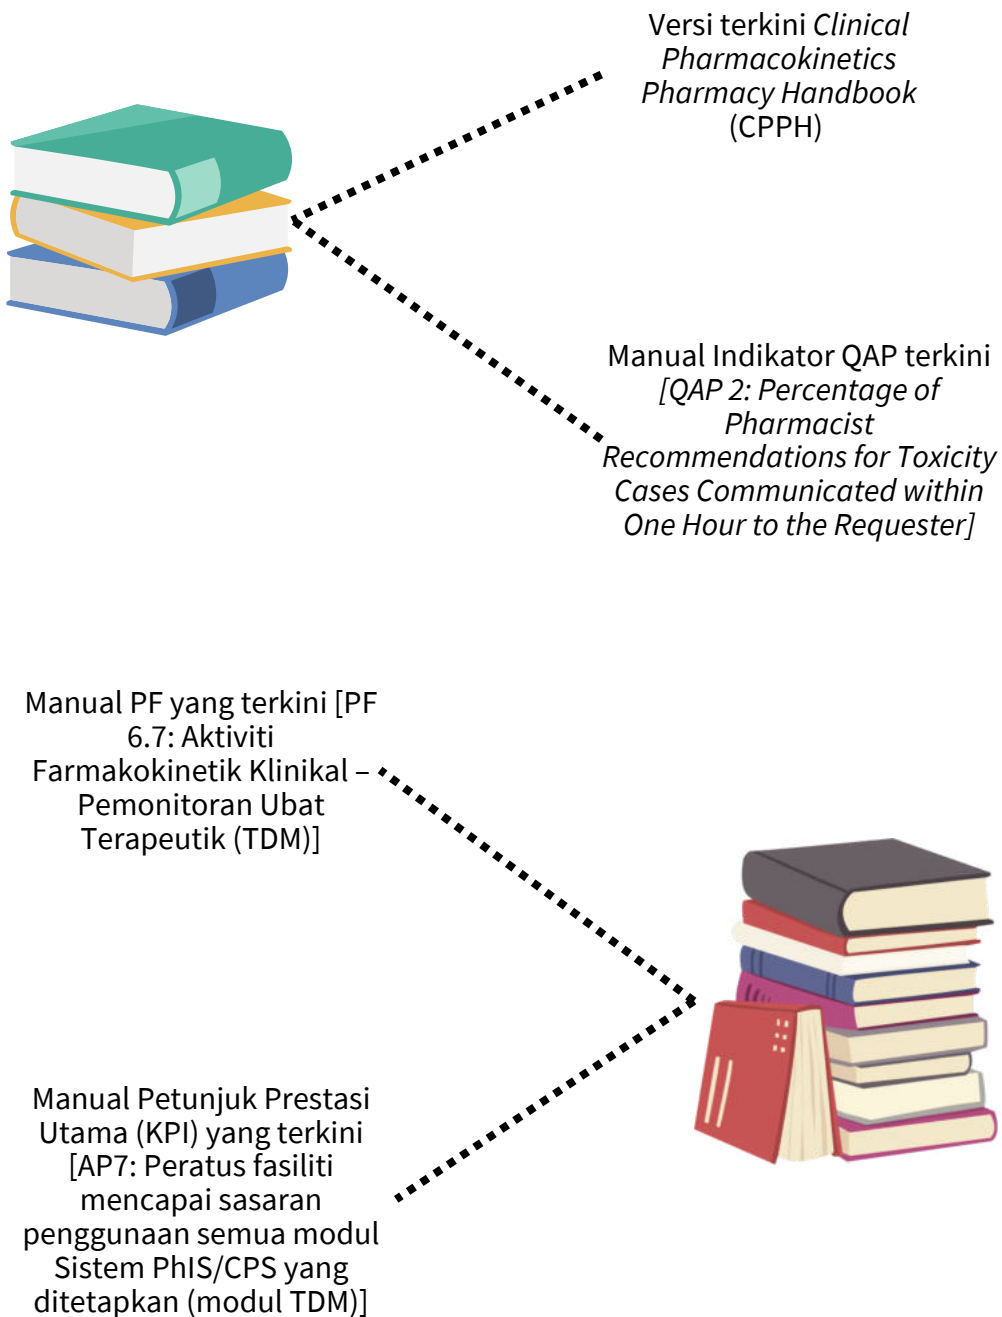 Versi terkini Clinical
Pharmacokinetics
Pharmacy Handbook
(CPPH)
Manual Indikator QAP terkini
[QAP 2: Percentage of
Pharmacist
Recommendations for Toxicity
Cases Communicated within
One Hour to the Requester]
Manual PF yang terkini [PF
6.7: Aktiviti
Farmakokinetik Klinikal –
Pemonitoran Ubat
Terapeutik (TDM)]
Manual Petunjuk Prestasi
Utama (KPI) yang terkini
[AP7: Peratus fasiliti
mencapai sasaran
penggunaan semua modul
Sistem PhIS/CPS yang
ditetapkan (modul TDM)]